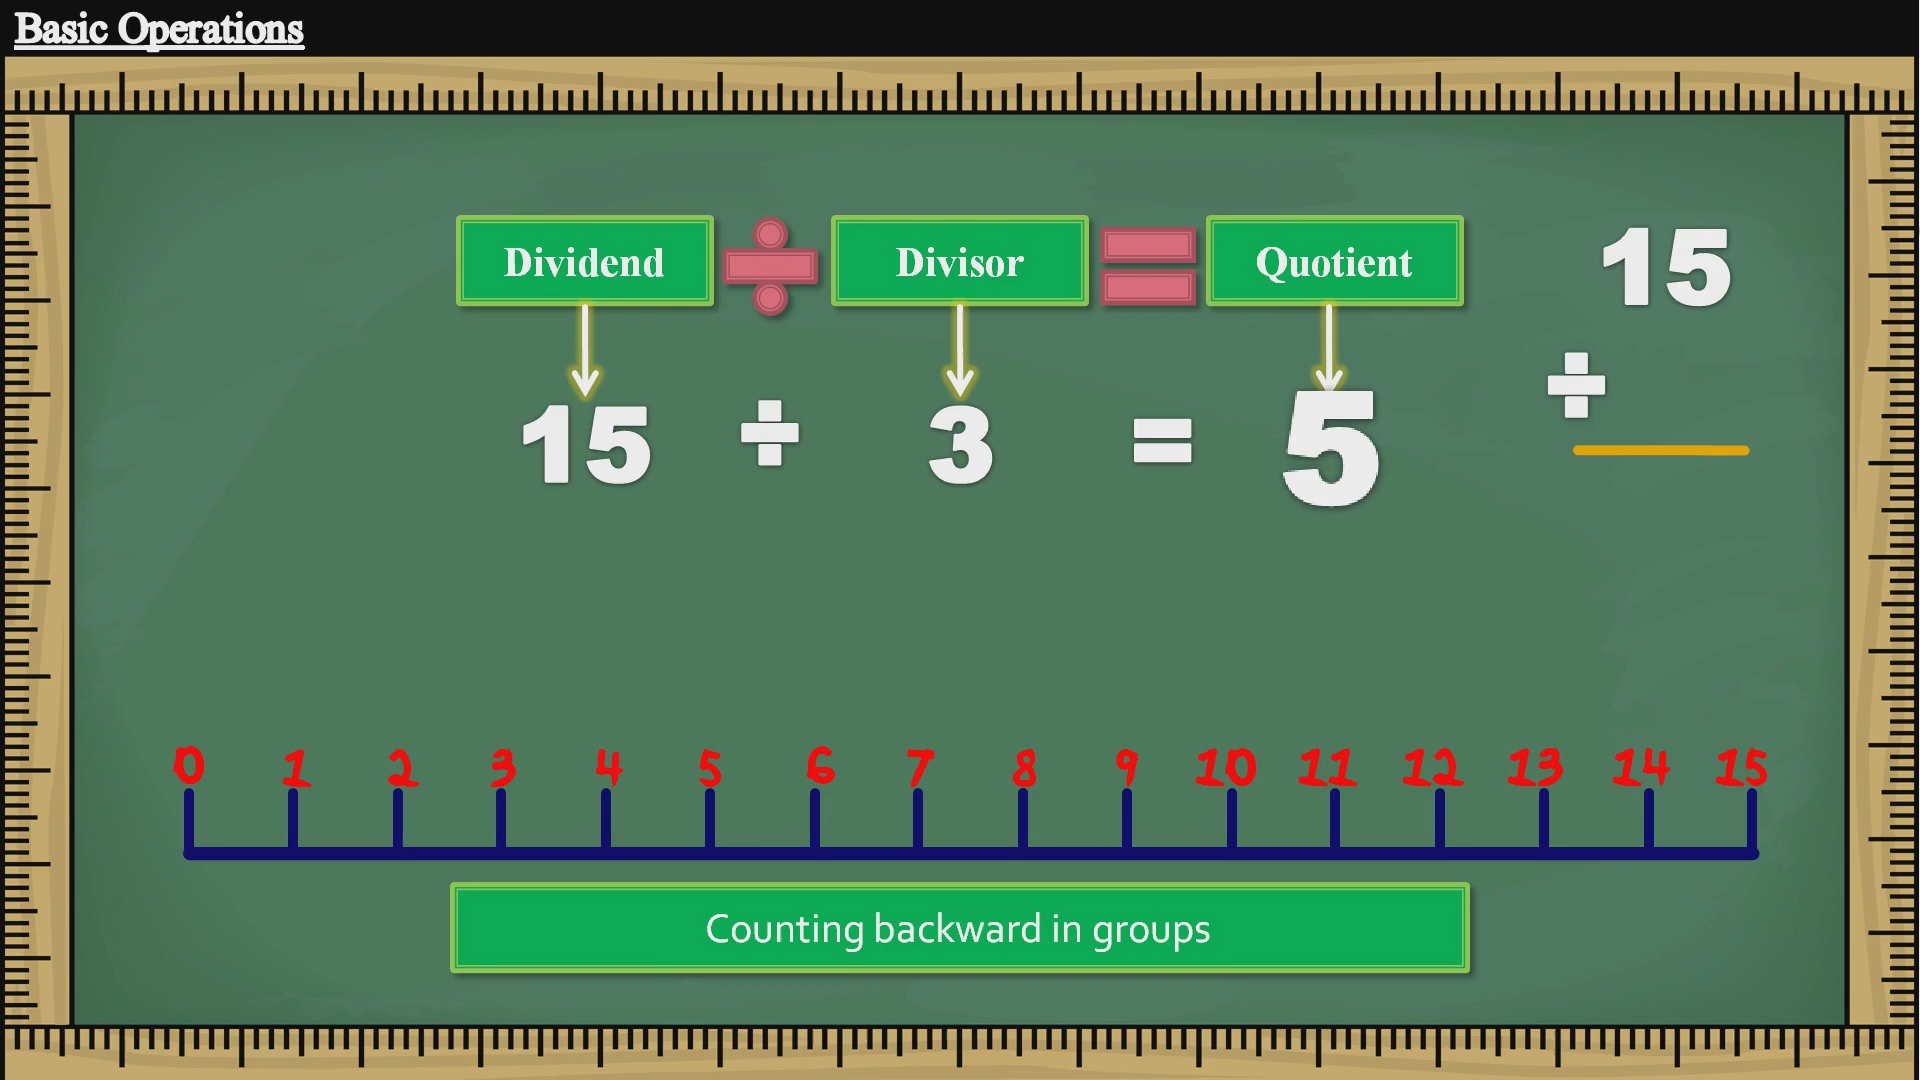 Basic Operations
Dividend ÷ Divisor = Quotient
15 ÷ 3 = 5
15
÷
0 1 2 3 4 5 6 7 8 9 10 11 12 13 14 15
Counting backward in groups